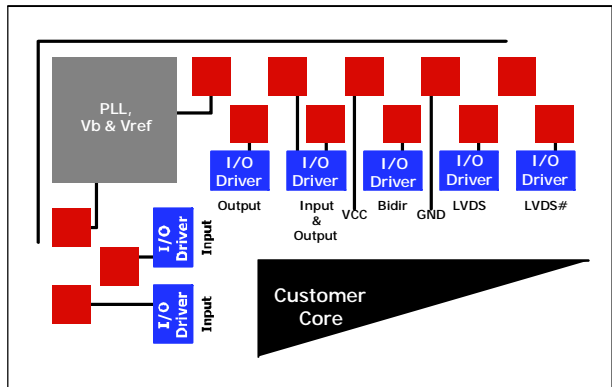 PLL,
Vb & Vref
I/O
Driver
I/O
Driver
I/O
Driver
I/O
Driver
I/O
Driver
Output
Input
&
Output
VCC
Bidir
GND
LVDS
LVDS#
I/O
Driver
Input
I/O
Driver
Input
Customer
Core